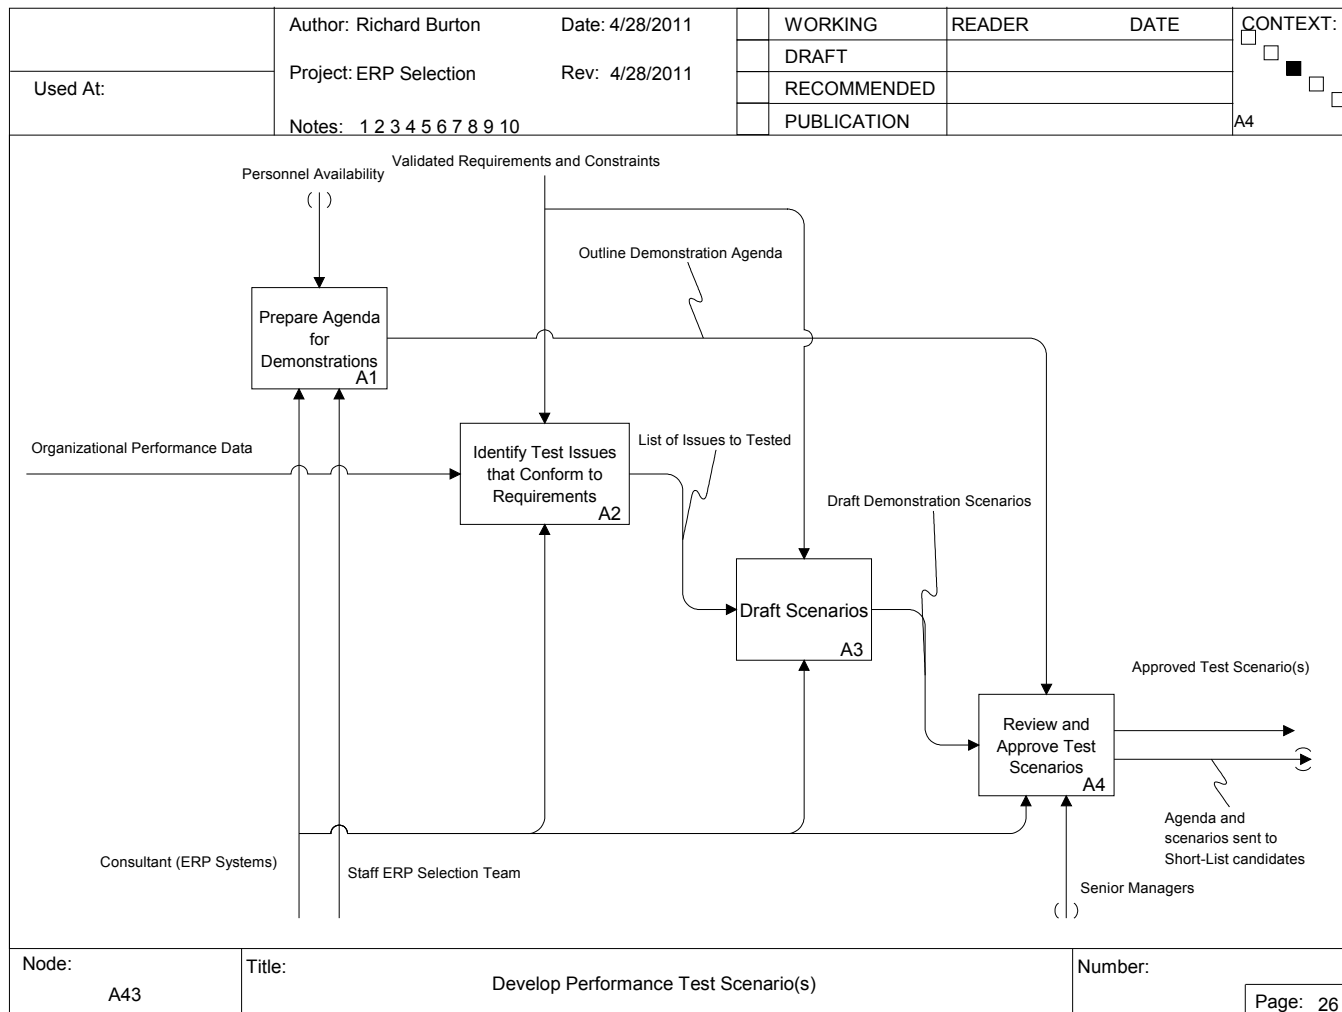 Used At:
Author: Richard Burton
Date: 4/28/2011
Project: ERP Selection
Rev: 4/28/2011
Notes: 1 2 3 4 5 6 7 8 9 10
WORKING
DRAFT
RECOMMENDED
PUBLICATION
READER
DATE
CONTEXT:
A4
Validated Requirements and Constraints
Personnel Availability
Outline Demonstration Agenda
Prepare Agenda
for
Demonstrations
A1
Organizational Performance Data
Identify Test Issues
that Conform to
Requirements
A2
List of Issues to Tested
Draft Demonstration Scenarios
Draft Scenarios
A3
Approved Test Scenario(s)
Review and
Approve Test
Scenarios
A4
Agenda and
scenarios sent to
Short-List candidates
Consultant (ERP Systems)
Staff ERP Selection Team
Senior Managers
Node:
A43
Title:
Develop Performance Test Scenario(s)
Number:
Page: 26